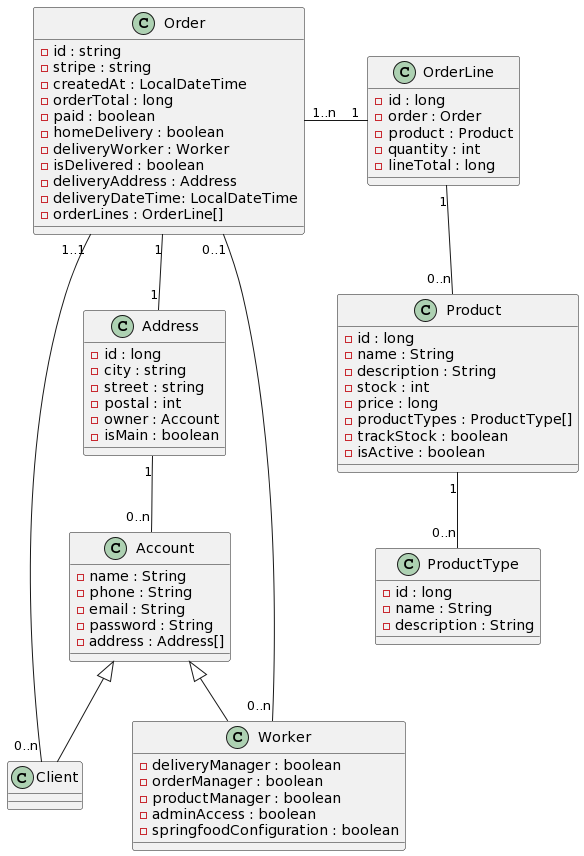 C Order
id : string
stripe : string
createdAt : LocalDateTime
orderTotal : long
paid : boolean
homeDelivery : boolean
deliveryWorker : Worker
isDelivered : boolean
deliveryAddress : Address
deliveryDateTime: LocalDateTime
orderLines : OrderLine[]
1..n 1
C OrderLine
id : long
order : Order
product : Product
quantity : int
lineTotal : long
1..1 1 0..1
1
1
0..n
C Address
id : long
city : string
street : string
postal : int
owner : Account
isMain : boolean
C Product
id : long
name : String
description : String
stock : int
price : long
productTypes : ProductType[]
trackStock : boolean
isActive : boolean
1
0..n
1
0..n
C Account
name : String
phone : String
email : String
password : String
address : Address[]
C ProductType
id : long
name : String
description : String
0..n
0..n
C Client
C Worker
deliveryManager : boolean
orderManager : boolean
productManager : boolean
adminAccess : boolean
springfoodConfiguration : boolean